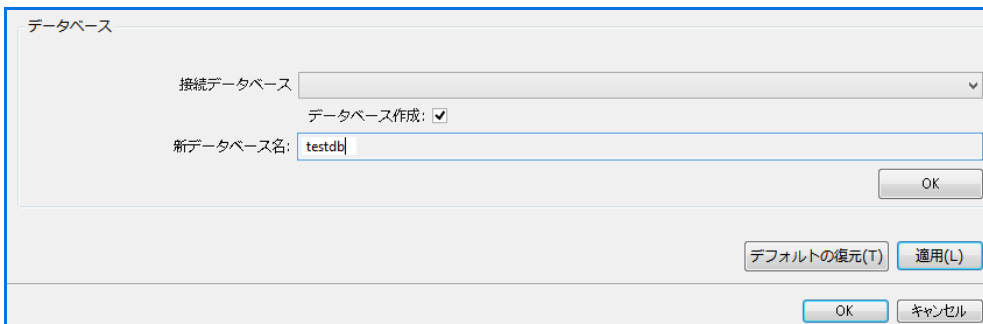 データベース
接続データベース
データベース作成:
新データベース名: testdb
OK
デフォルトの復元(T) 適用(L)
OK キャンセル